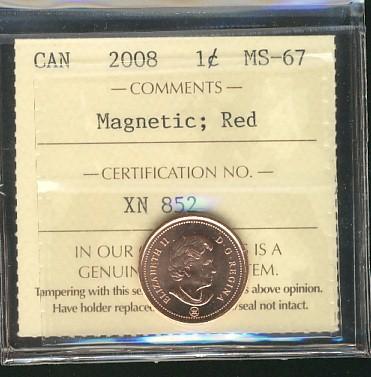 CAN 2008 1¢ MS-67
— COMMENTS —
Magnetic; Red
— CERTIFICATION NO. —
XN 852
IN OUR IS A
GENUIN EM.
Tampering with this se s above opinion.
Have holder replace seal not intact.
ELIZABETH II D·G·REGINA